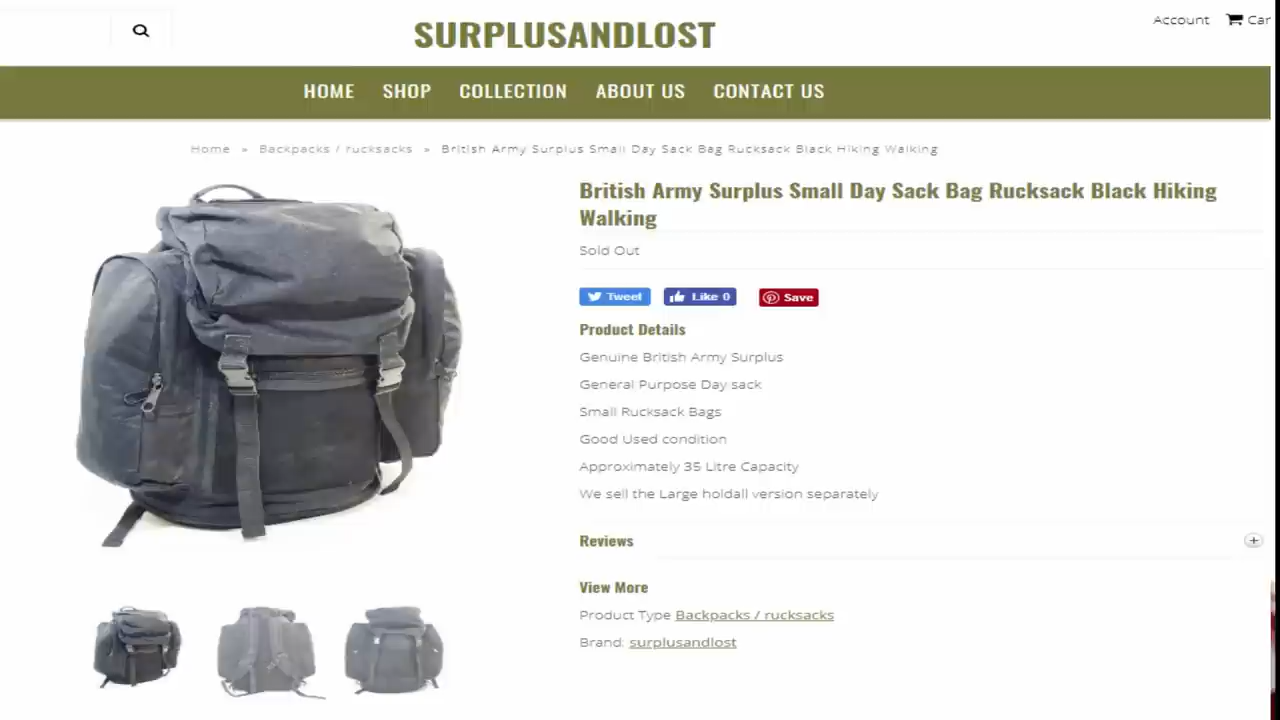 SURPLUSANDLOST
Account
HOME SHOP COLLECTION ABOUT US CONTACT US
Home » Backpacks / rucksacks » British Army Surplus Small Day Sack Bag Rucksack Black Hiking Walking
British Army Surplus Small Day Sack Bag Rucksack Black Hiking
Walking
Sold Out
Tweet Like 0 Save
Product Details
Genuine British Army Surplus
General Purpose Day sack
Small Rucksack Bags
Good Used condition
Approximately 35 Litre Capacity
We sell the Large holdall version separately
Reviews
View More
Product Type Backpacks / rucksacks
Brand: surplusandlost